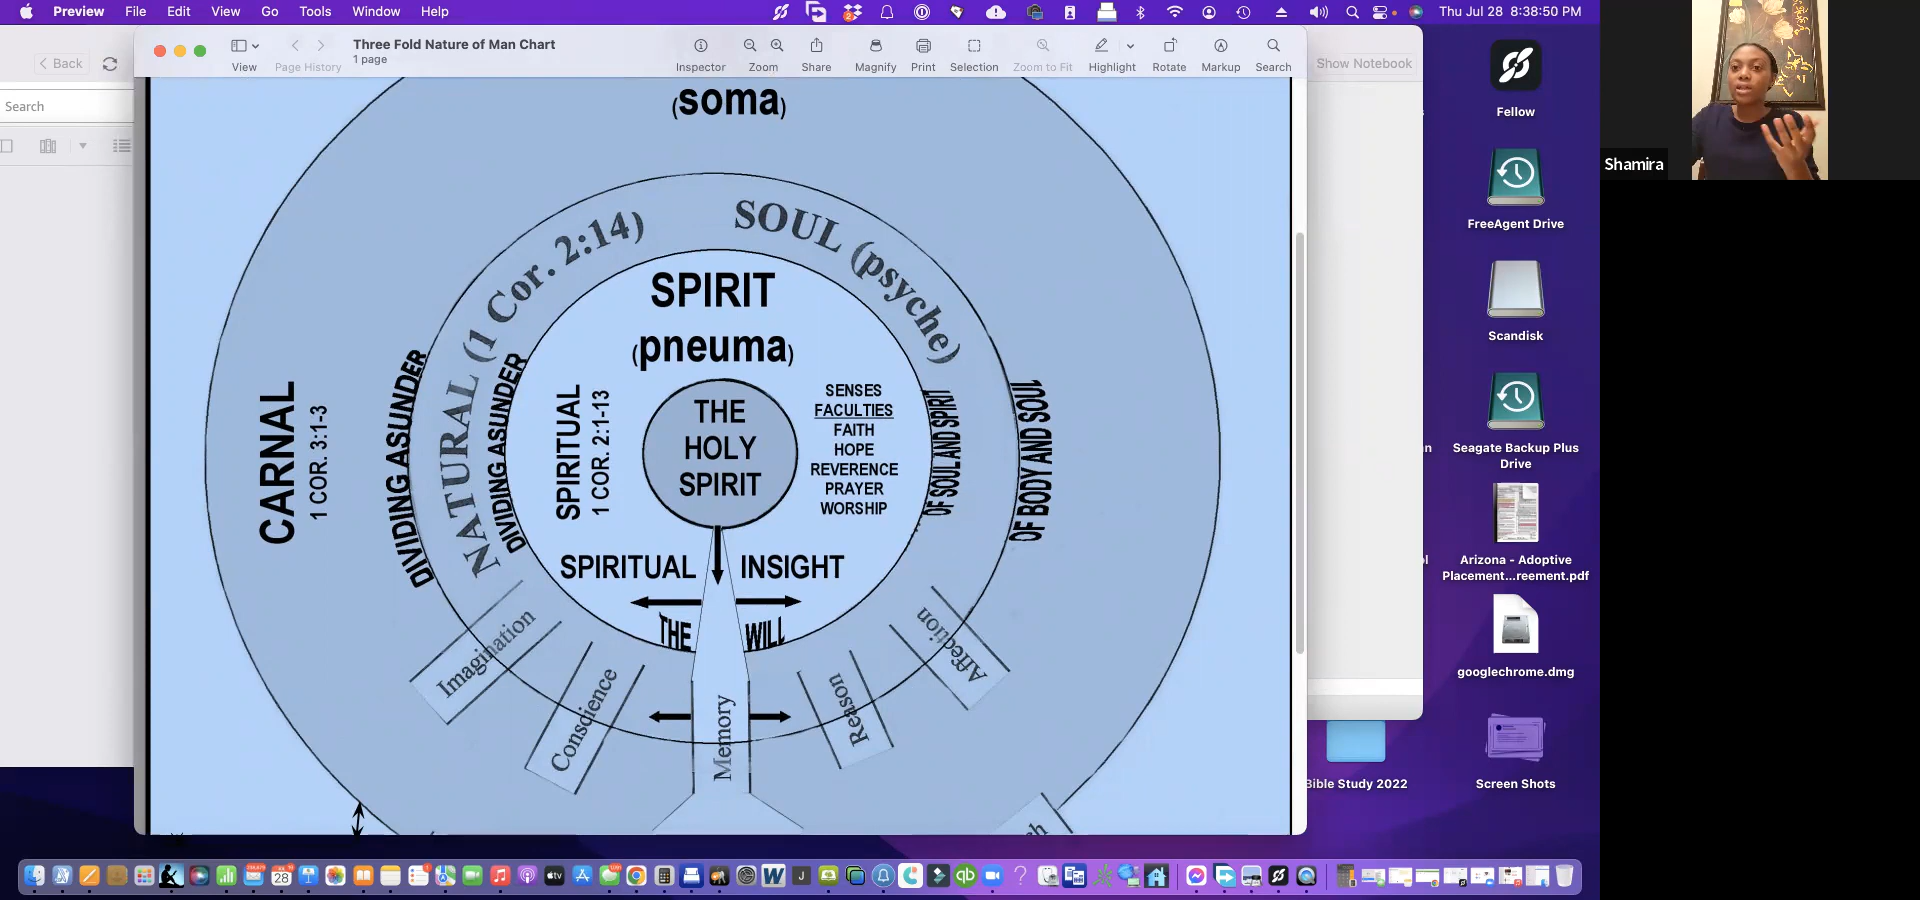 Preview File Edit View Go Tools Window Help
Thu Jul 28 8:38:50 PM
Three Fold Nature of Man Chart
1 page
View
Page History
Inspector
Zoom
Share
Magnify
Print
Selection
Zoom to Fit
Highlight
Rotate
Markup
Search
Back
Search
Show Notebook
(soma)
NATURAL (1 Cor. 2:14)
SOUL (psyche)
SPIRIT
(pneuma)
CARNAL
1 COR. 3:1-3
DIVIDING ASUNDER
DIVIDING ASUNDER
SPIRITUAL
1 COR. 2:1-13
THE
HOLY
SPIRIT
SENSES
FACULTIES
FAITH
HOPE
REVERENCE
PRAYER
WORSHIP
OF SOUL AND SPIRIT
OF BODY AND SOUL
SPIRITUAL INSIGHT
THE WILL
Imagination
Conscience
Memory
Reason
Affection
Fellow
FreeAgent Drive
Scandisk
Seagate Backup Plus
Drive
Arizona - Adoptive
Placement...reement.pdf
googlechrome.dmg
Bible Study 2022
Screen Shots
Shamira